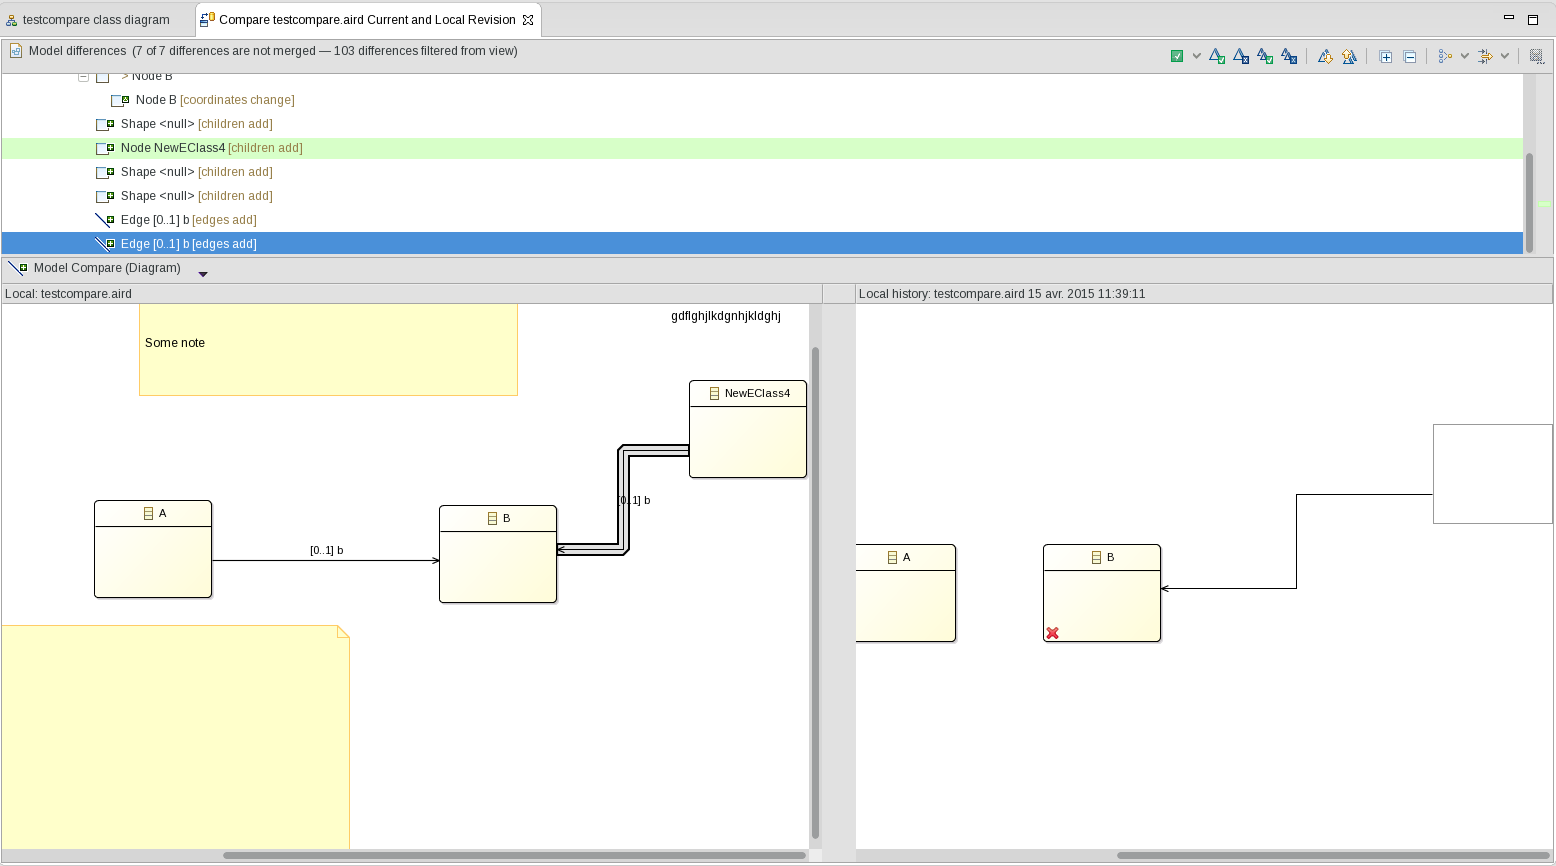 testcompare class diagram
Compare testcompare.aird Current and Local Revision
Model differences (7 of 7 differences are not merged — 103 differences filtered from view)
> Node B
Node B [coordinates change]
Shape <null> [children add]
Node NewEClass4 [children add]
Shape <null> [children add]
Shape <null> [children add]
Edge [0..1] b [edges add]
Edge [0..1] b [edges add]
Model Compare (Diagram)
Local: testcompare.aird
Local history: testcompare.aird 15 avr. 2015 11:39:11
gdflghjlkdgnhjkldghj
Some note
NewEClass4
[0..1] b
A
B
[0..1] b
A
B